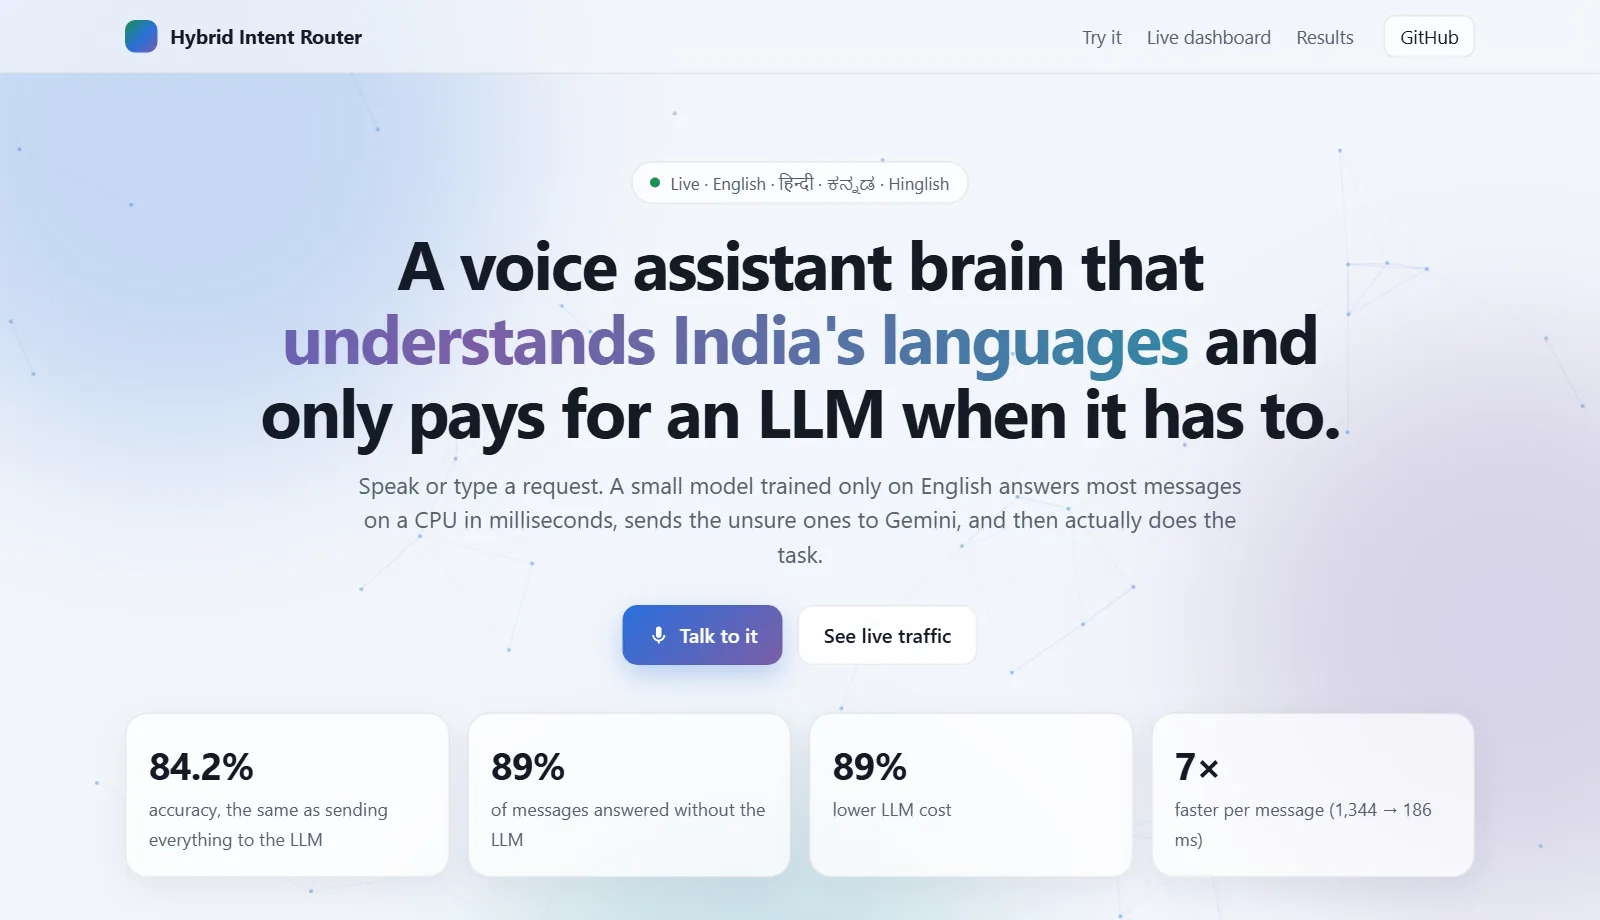 Hybrid Intent Router
Try it
Live dashboard
Results
GitHub
Live · English · हिन्दी · ಕನ್ನಡ · Hinglish
A voice assistant brain that
understands India's languages and
only pays for an LLM when it has to.
Speak or type a request. A small model trained only on English answers most messages
on a CPU in milliseconds, sends the unsure ones to Gemini, and then actually does the
task.
Talk to it
See live traffic
84.2%
accuracy, the same as sending
everything to the LLM
89%
of messages answered without the
LLM
89%
lower LLM cost
7×
faster per message (1,344 → 186
ms)